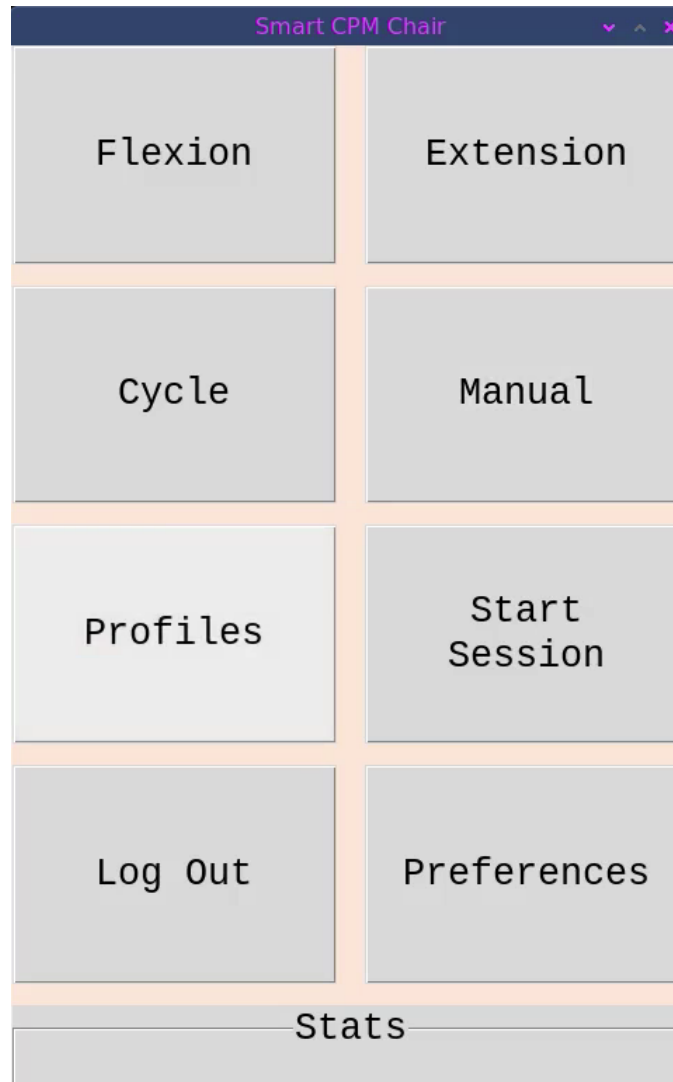 Smart CPM Chair
Flexion
Extension
Cycle
Manual
Profiles
Start
Session
Log Out
Preferences
Stats